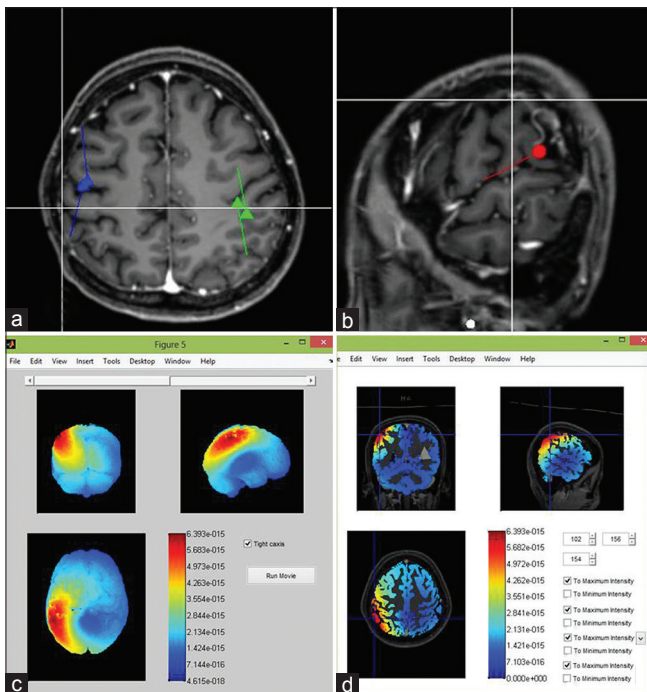 a
b
Figure 5
File Edit View Insert Tools Desktop Window Help
Tight caxis
Run Movie
6.393e-015
5.683e-015
4.973e-015
4.262e-015
3.552e-015
2.844e-015
2.134e-015
1.424e-015
7.144e-016
4.615e-018
c
e Edit View Insert Tools Desktop Window Help
6.393e-015
5.682e-015
4.972e-015
4.262e-015
3.551e-015
2.841e-015
2.131e-015
1.421e-015
7.103e-016
0.000e+000
102 156
154
To Maximum Intensity
To Minimum Intensity
To Maximum Intensity
To Minimum Intensity
To Maximum Intensity
To Minimum Intensity
To Maximum Intensity
To Minimum Intensity
d